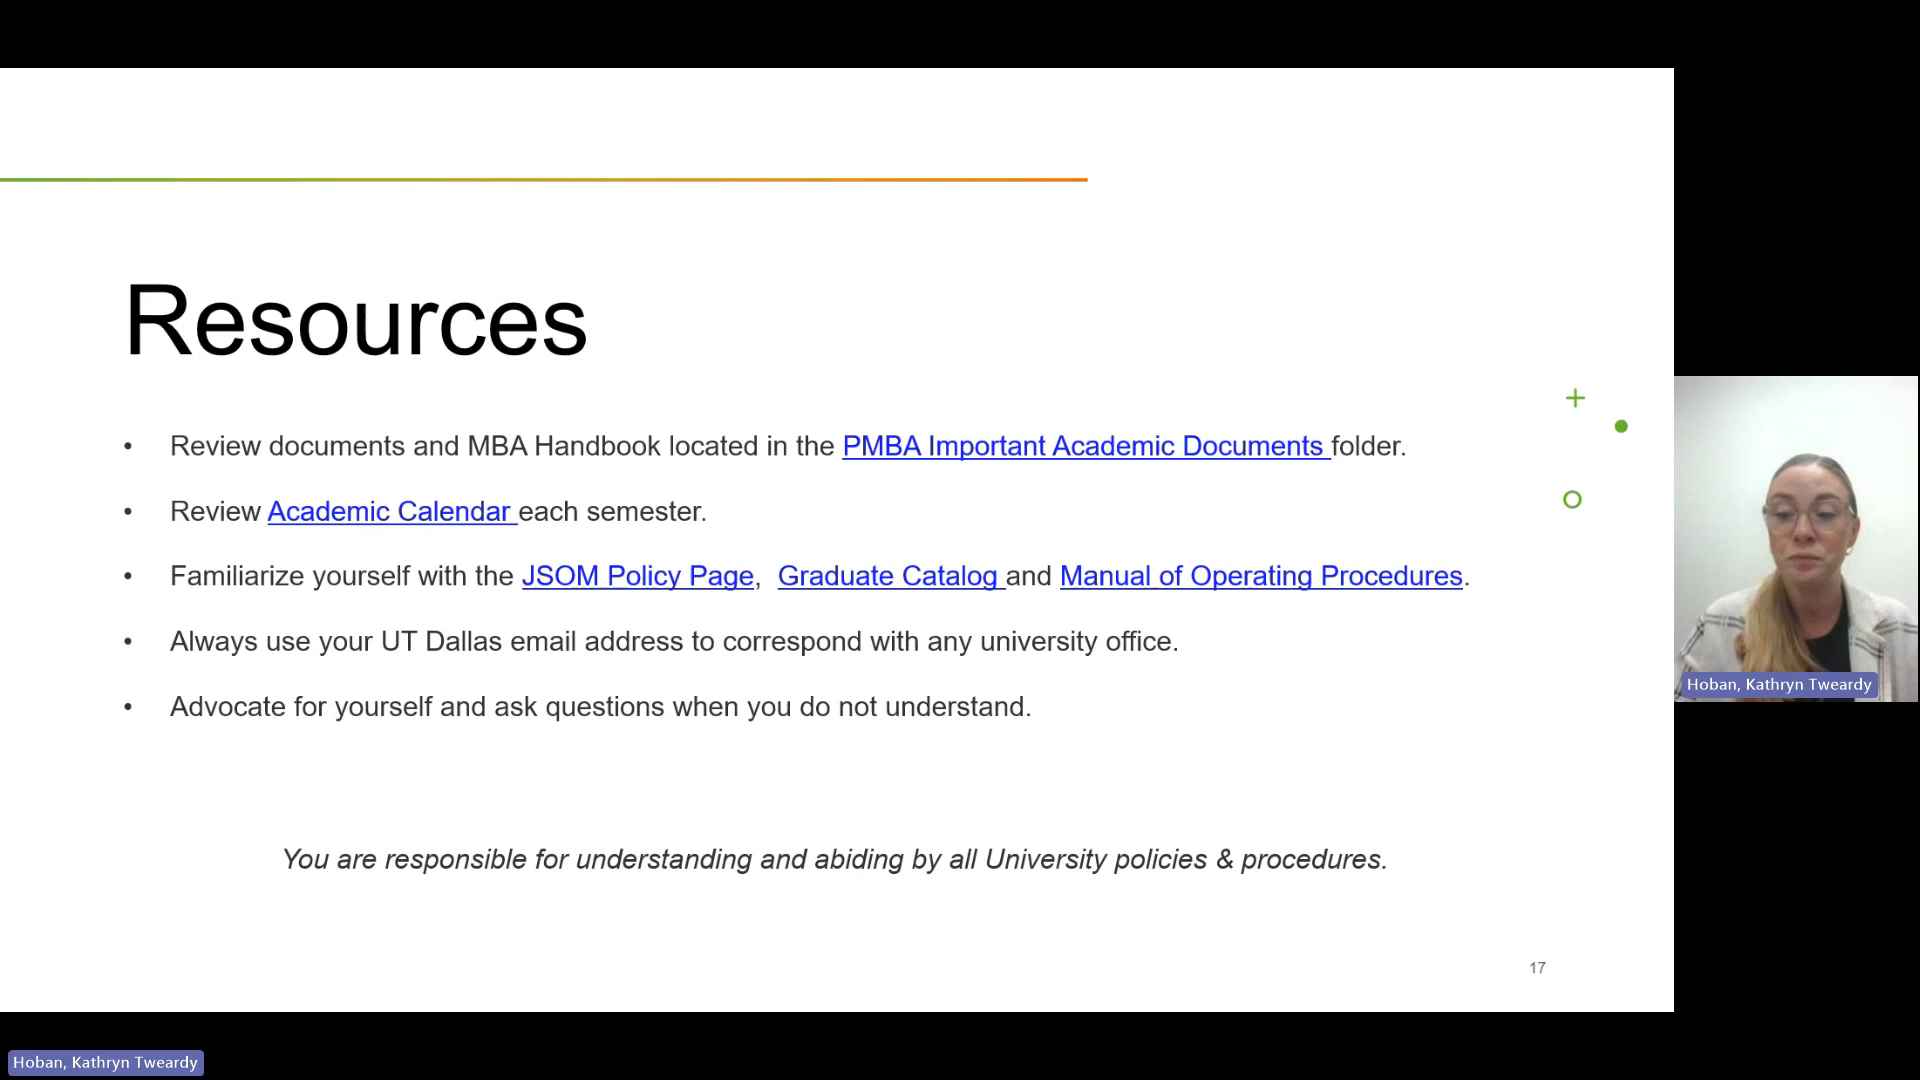 Resources
• Review documents and MBA Handbook located in the PMBA Important Academic Documents folder.
• Review Academic Calendar each semester.
• Familiarize yourself with the JSOM Policy Page,  Graduate Catalog and Manual of Operating Procedures.
• Always use your UT Dallas email address to correspond with any university office.
• Advocate for yourself and ask questions when you do not understand.
You are responsible for understanding and abiding by all University policies & procedures.
17
Hoban, Kathryn Tweardy
Hoban, Kathryn Tweardy